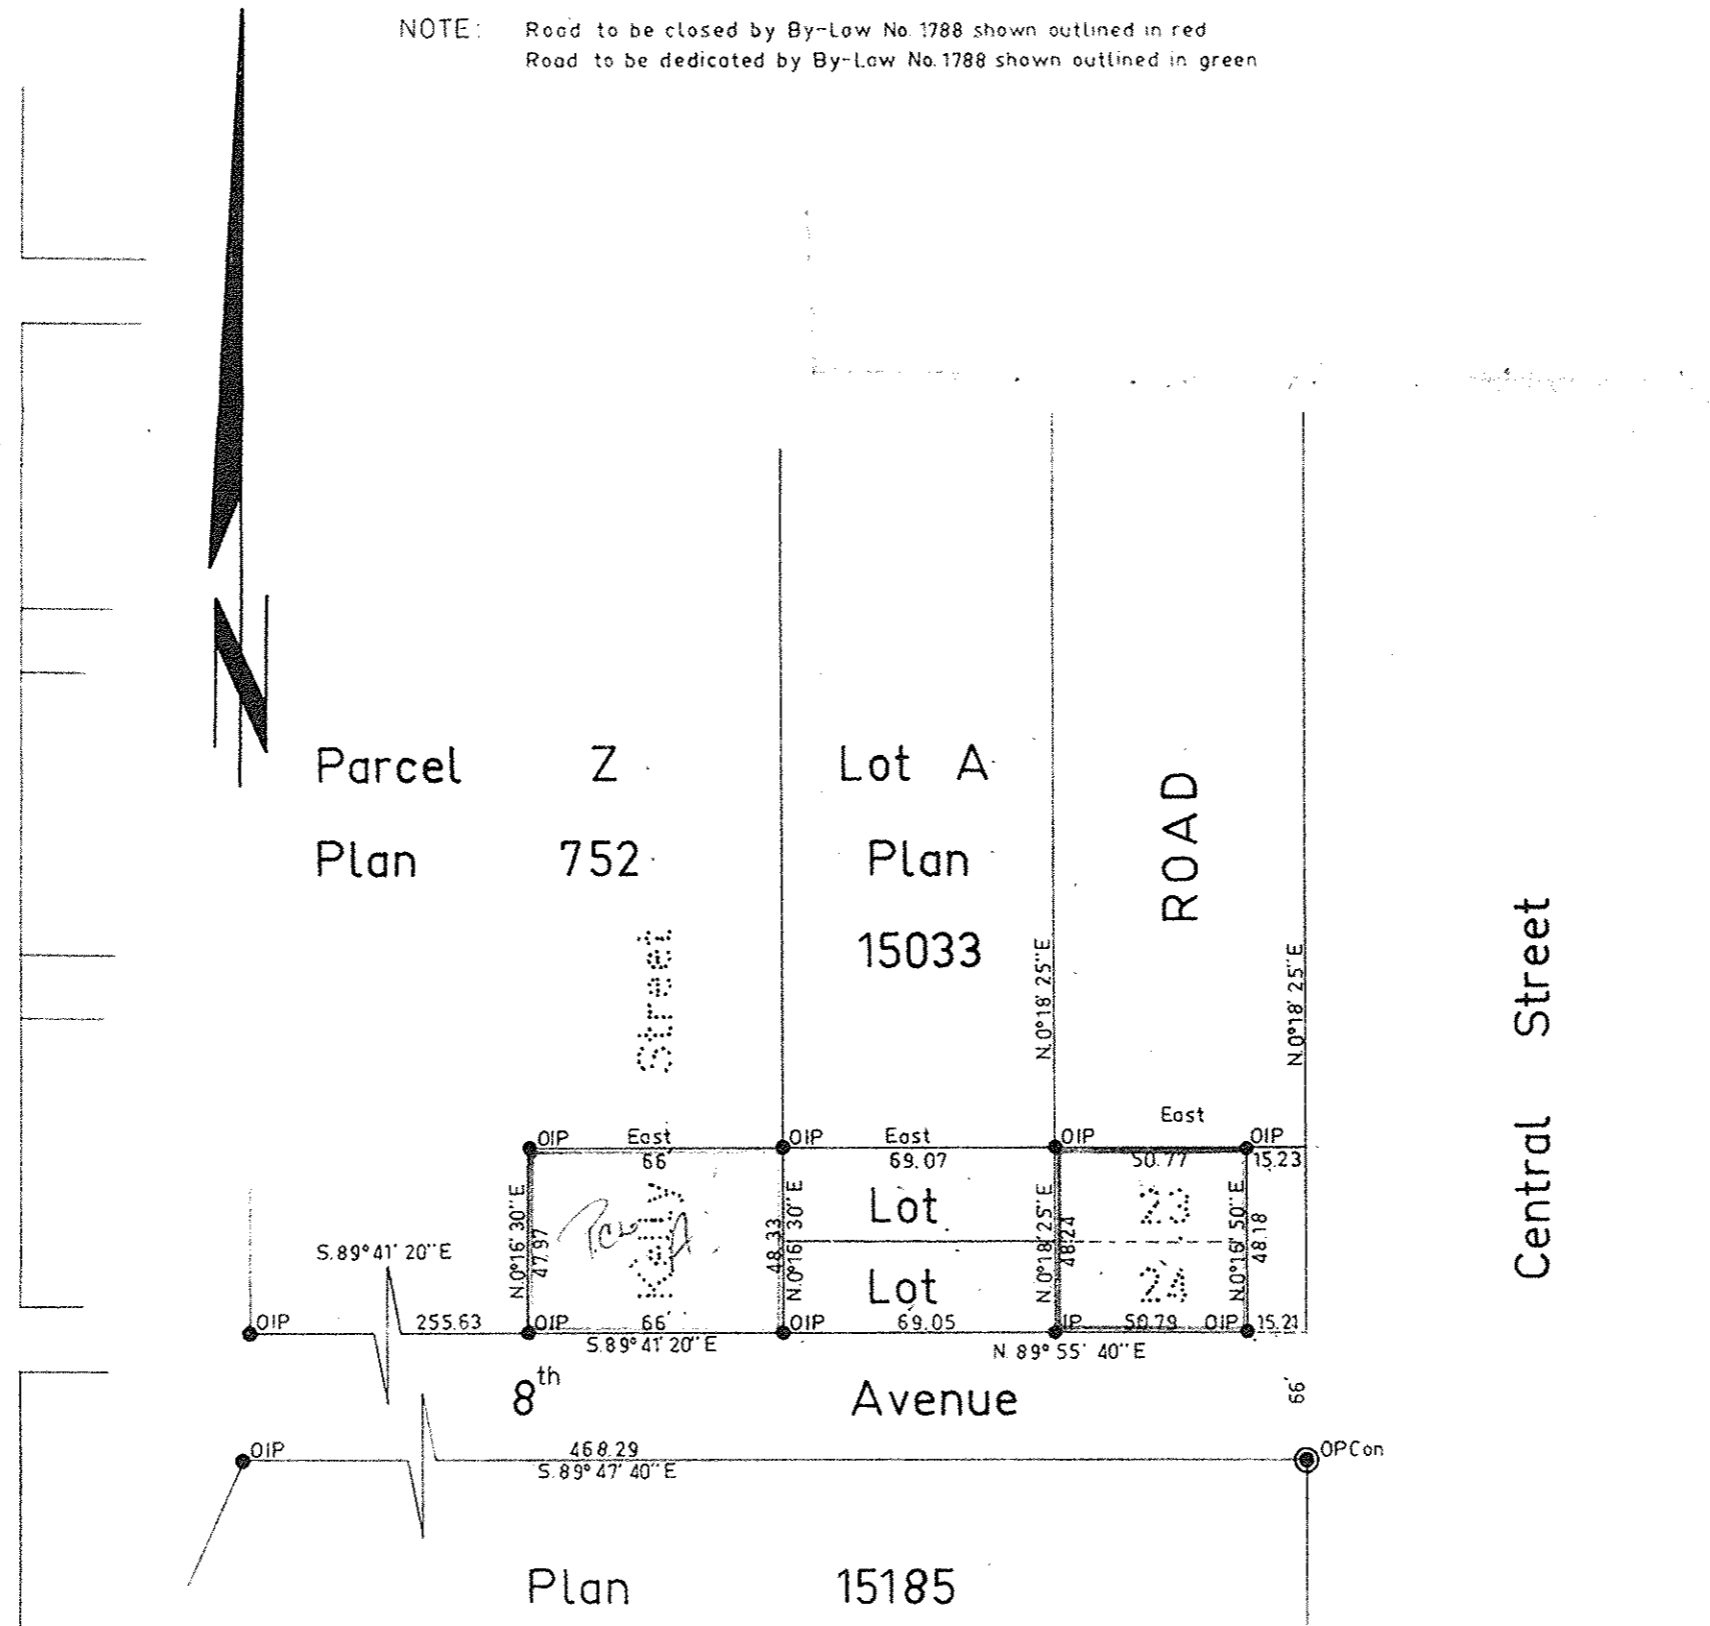 NOTE: Road to be closed by By-Law No. 1788 shown outlined in red
Road to be dedicated by By-Law No. 1788 shown outlined in green
N
Parcel Z
Plan 752
Lot A
Plan
15033
ROAD
Kelly Street
Central Street
N.0°18' 25"E
N.0°18' 25"E
East
OIP East OIP East OIP OIP
66' 69.07 50.77 15.23
N.0°16' 30"E
47.97
A
48.33
N.0°16' 30"E
Lot 23
Lot 24
N.0°18' 25"E
48.24
N.0°16' 50"E
48.18
S.89° 41' 20"E
OIP 255.63 OIP 66' OIP 69.05 IP 50.79 OIP 15.21
S.89° 41' 20"E
N. 89° 55' 40"E
8th Avenue
66'
OIP 468.29 OPCon
S.89° 47' 40"E
Plan 15185